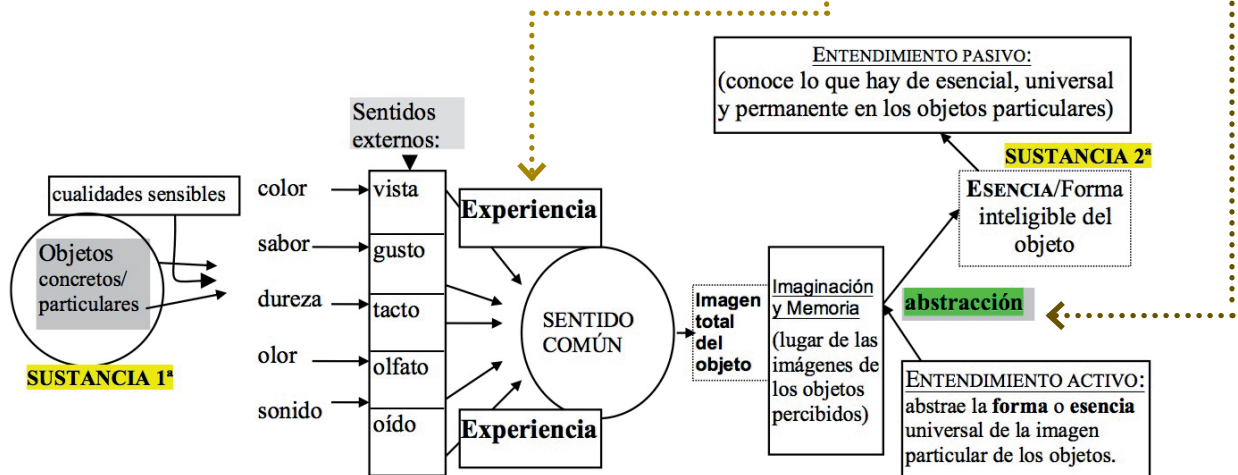 cualidades sensibles
Objetos
concretos/
particulares
SUSTANCIA 1ª
color
sabor
dureza
olor
sonido
Sentidos
externos:
vista
gusto
tacto
olfato
oído
Experiencia
Experiencia
SENTIDO
COMÚN
Imagen
total
del
objeto
Imaginación
y Memoria
(lugar de las
imágenes de
los objetos
percibidos)
ENTENDIMIENTO PASIVO:
(conoce lo que hay de esencial, universal
y permanente en los objetos particulares)
SUSTANCIA 2ª
ESENCIA/Forma
inteligible del
objeto
abstracción
ENTENDIMIENTO ACTIVO:
abstrae la forma o esencia
universal de la imagen
particular de los objetos.